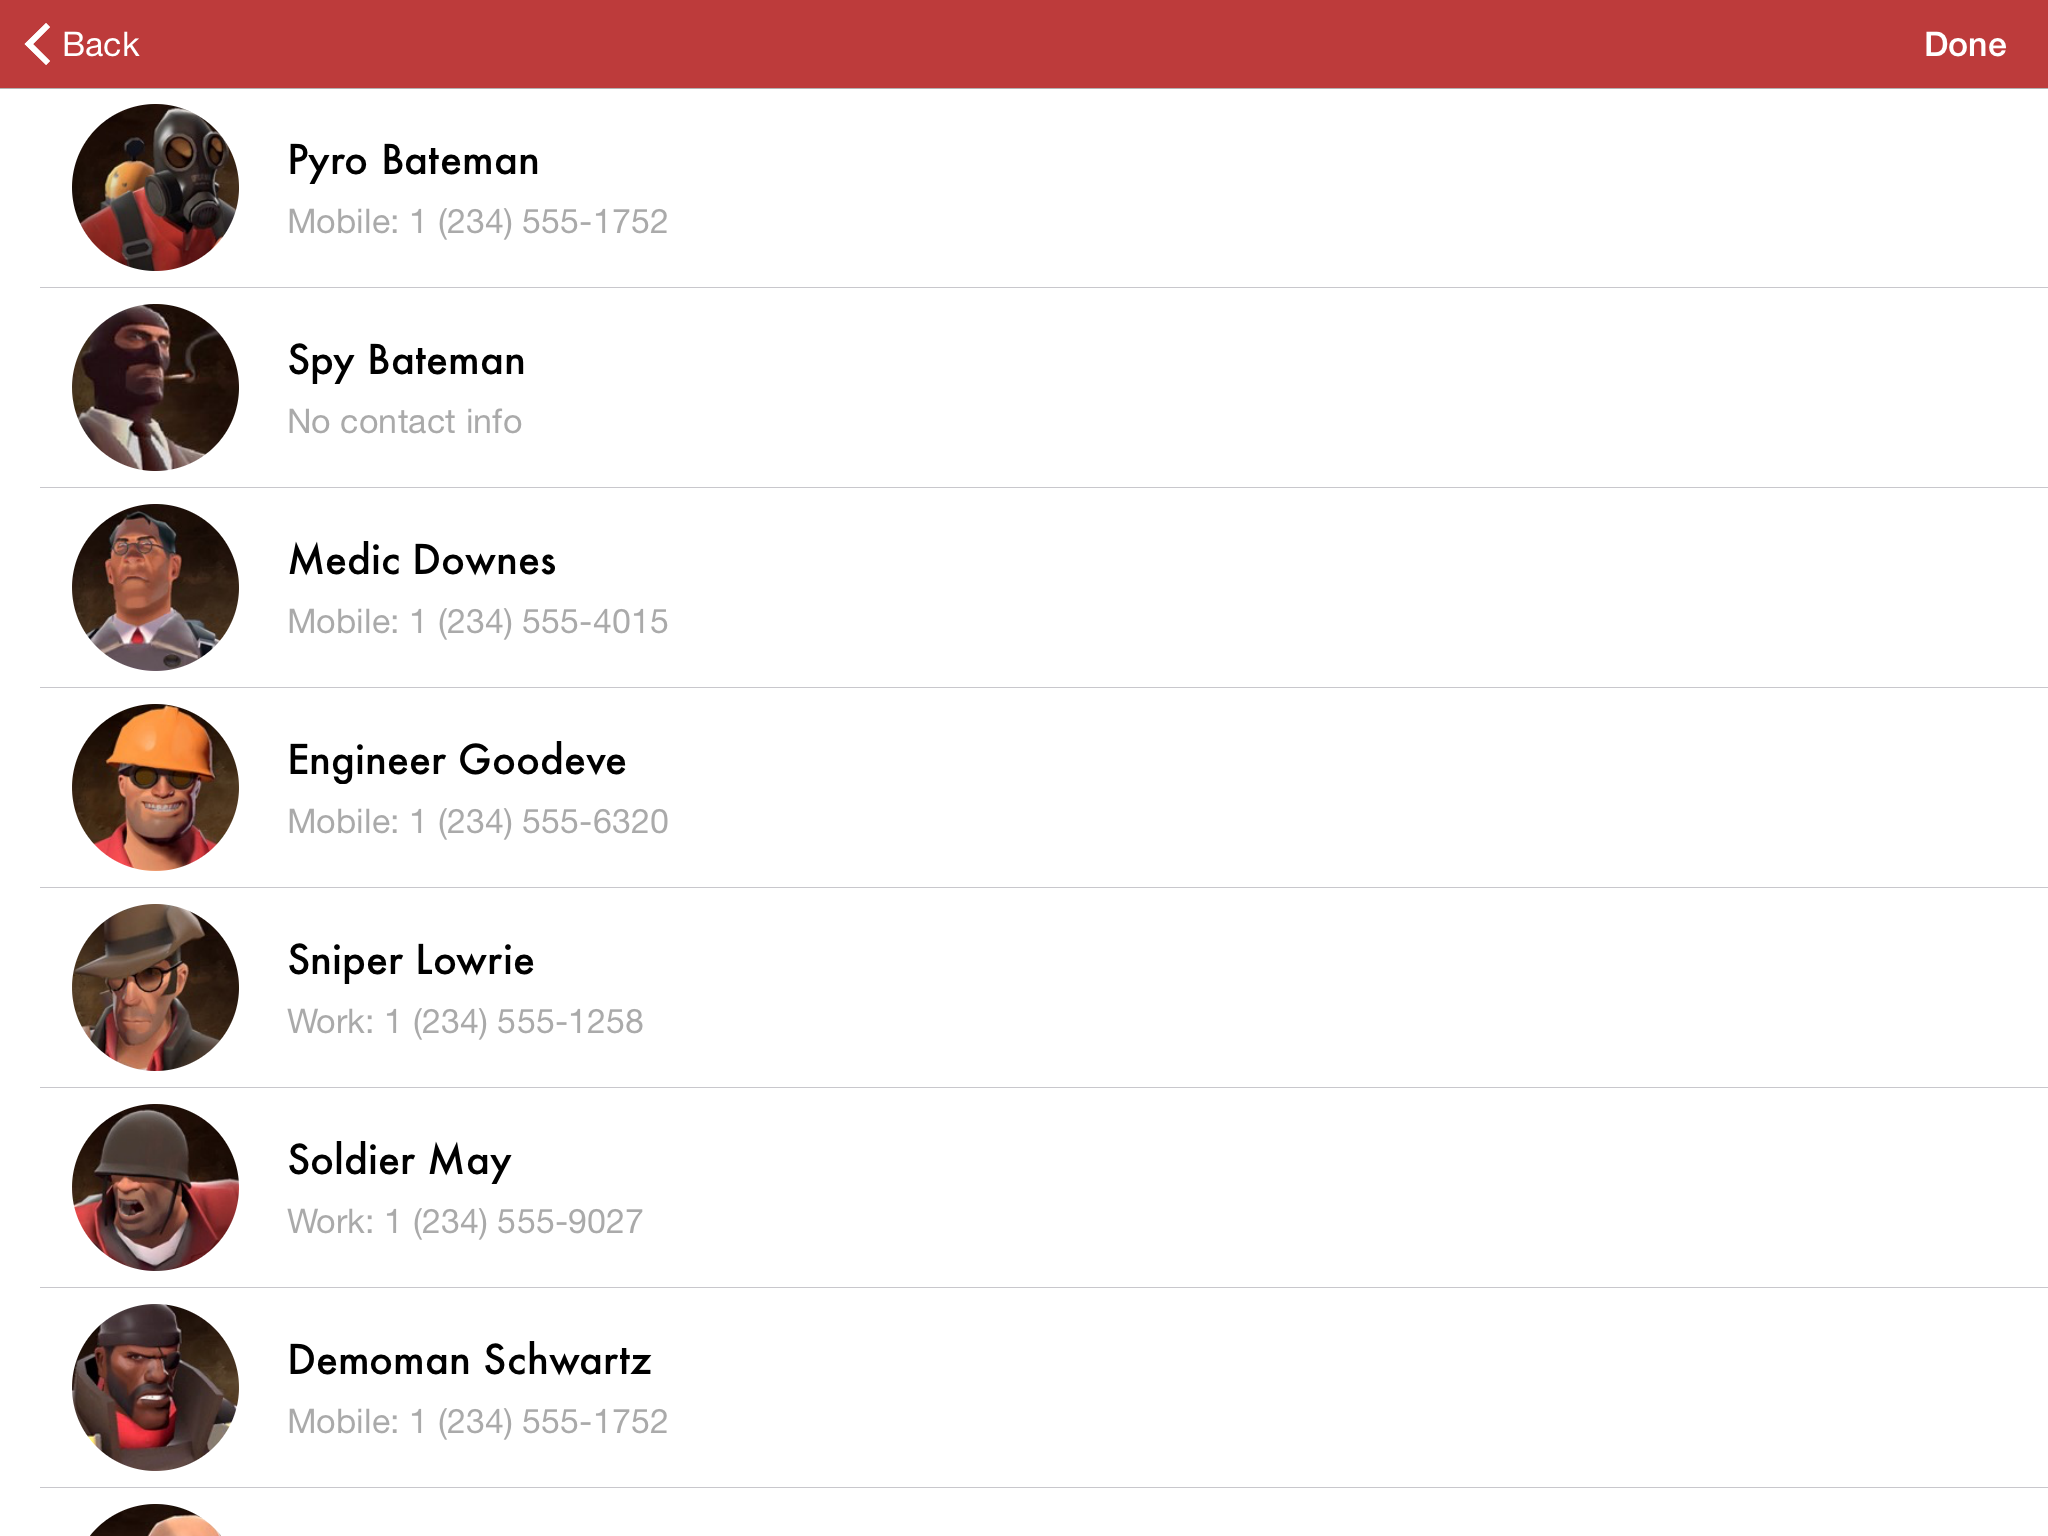 Back
Done
Pyro Bateman
Mobile: 1 (234) 555-1752
Spy Bateman
No contact info
Medic Downes
Mobile: 1 (234) 555-4015
Engineer Goodeve
Mobile: 1 (234) 555-6320
Sniper Lowrie
Work: 1 (234) 555-1258
Soldier May
Work: 1 (234) 555-9027
Demoman Schwartz
Mobile: 1 (234) 555-1752